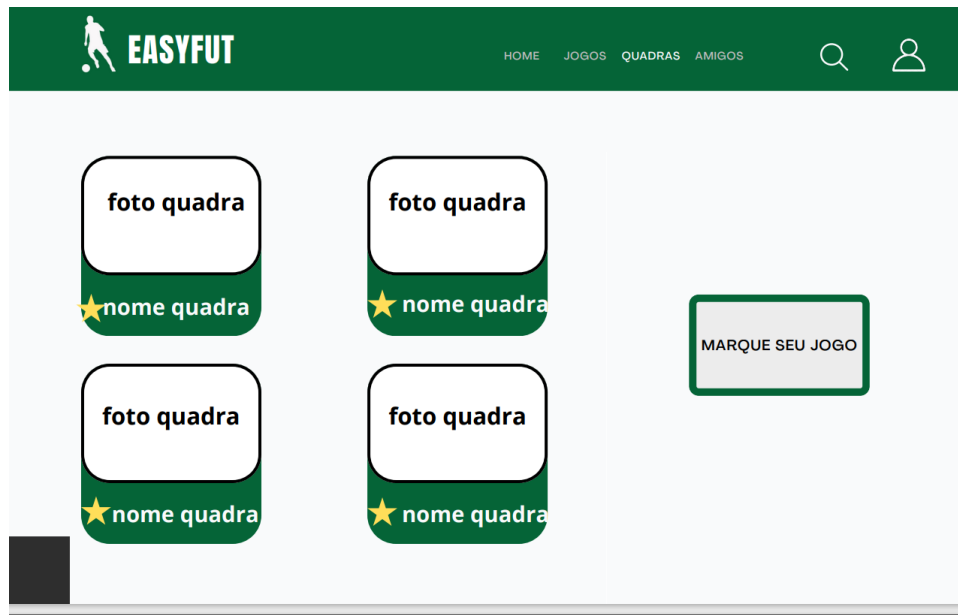 EASYFUT
HOME JOGOS QUADRAS AMIGOS
foto quadra
foto quadra
nome quadra
nome quadra
MARQUE SEU JOGO
foto quadra
foto quadra
nome quadra
nome quadra